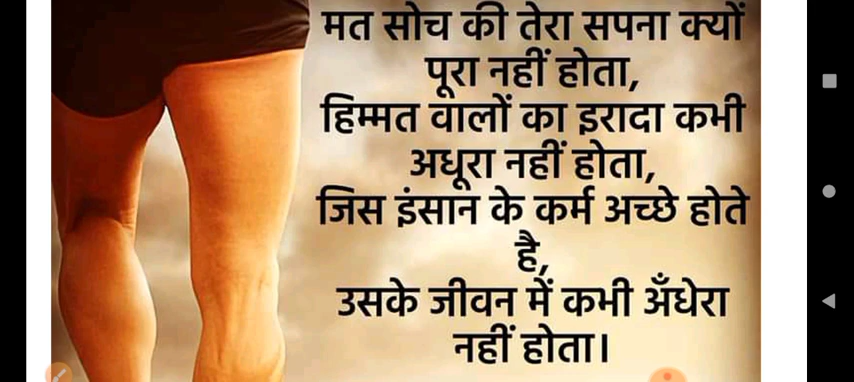 मत सोच की तेरा सपना क्यों
पूरा नहीं होता,
हिम्मत वालों का इरादा कभी
अधूरा नहीं होता,
जिस इंसान के कर्म अच्छे होते
है,
उसके जीवन में कभी अँधेरा
नहीं होता।